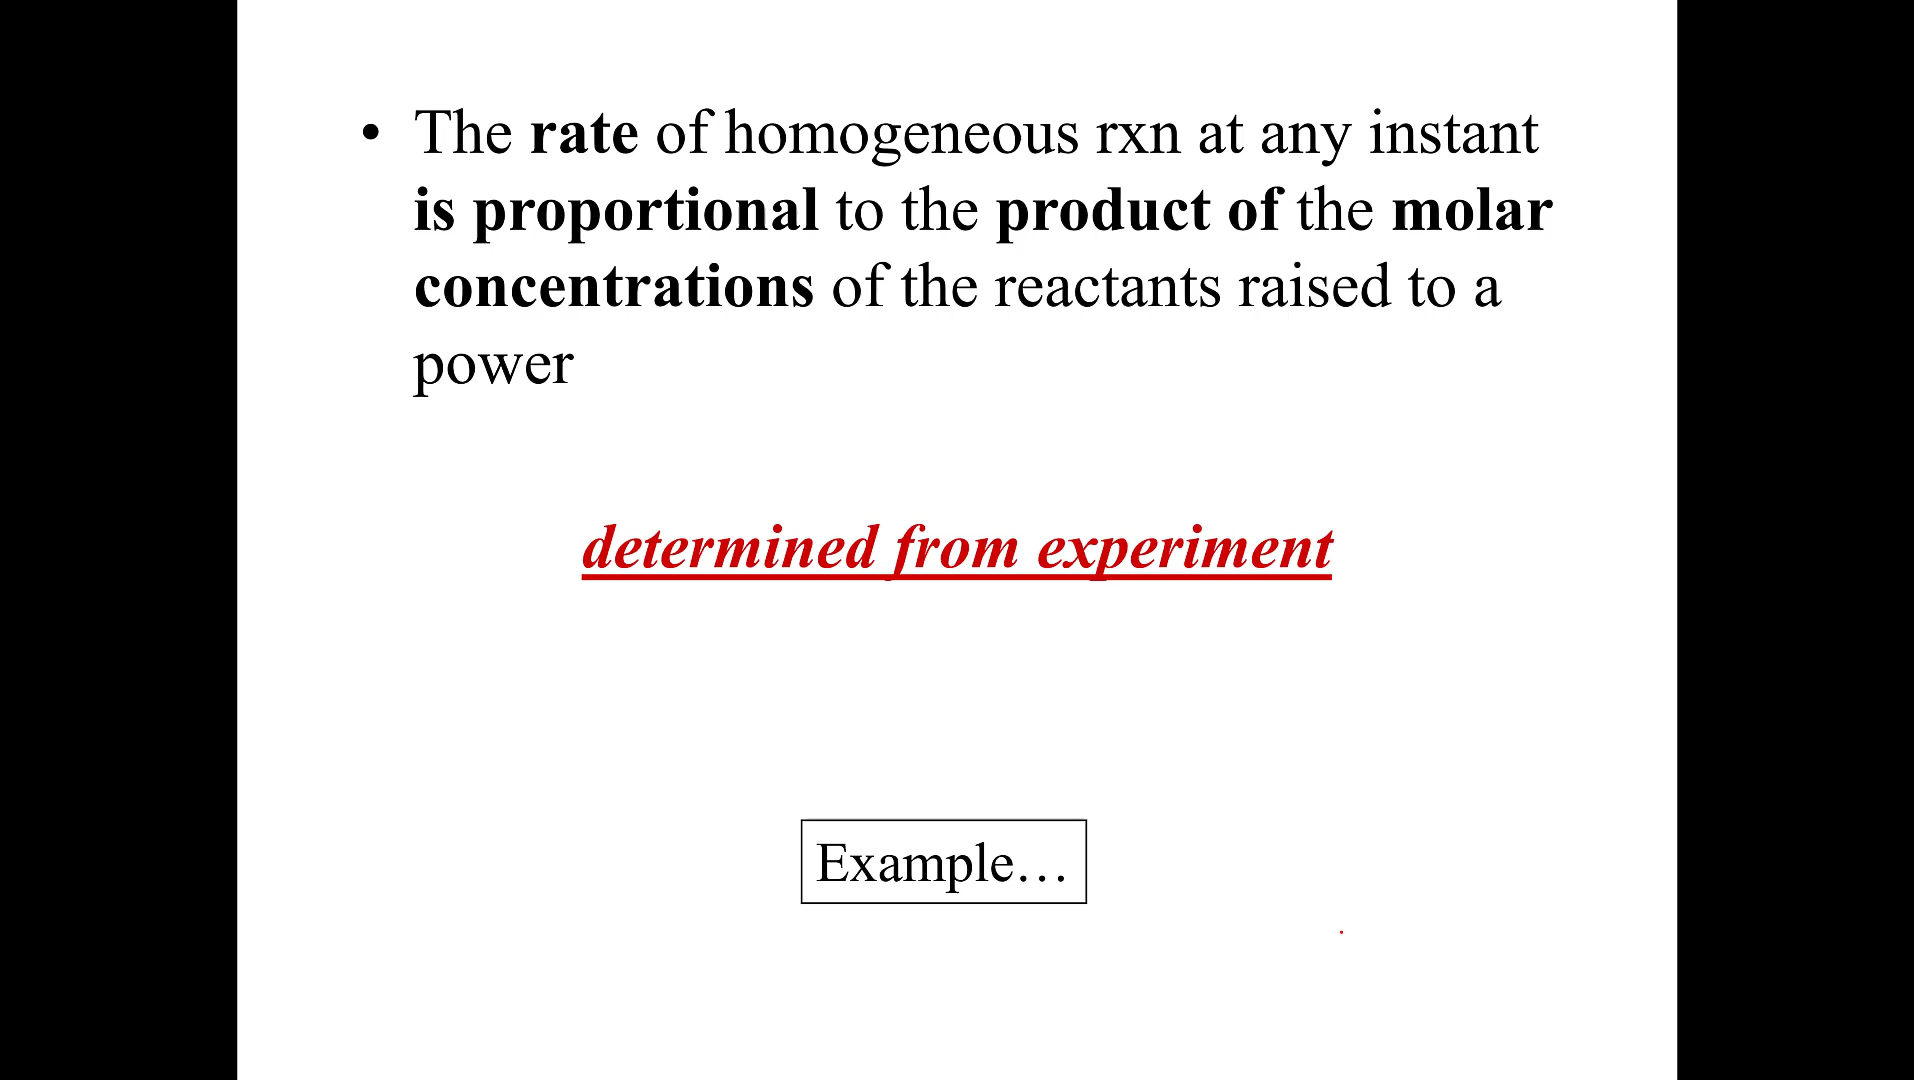 • The rate of homogeneous rxn at any instant
is proportional to the product of the molar
concentrations of the reactants raised to a
power
determined from experiment
Example…